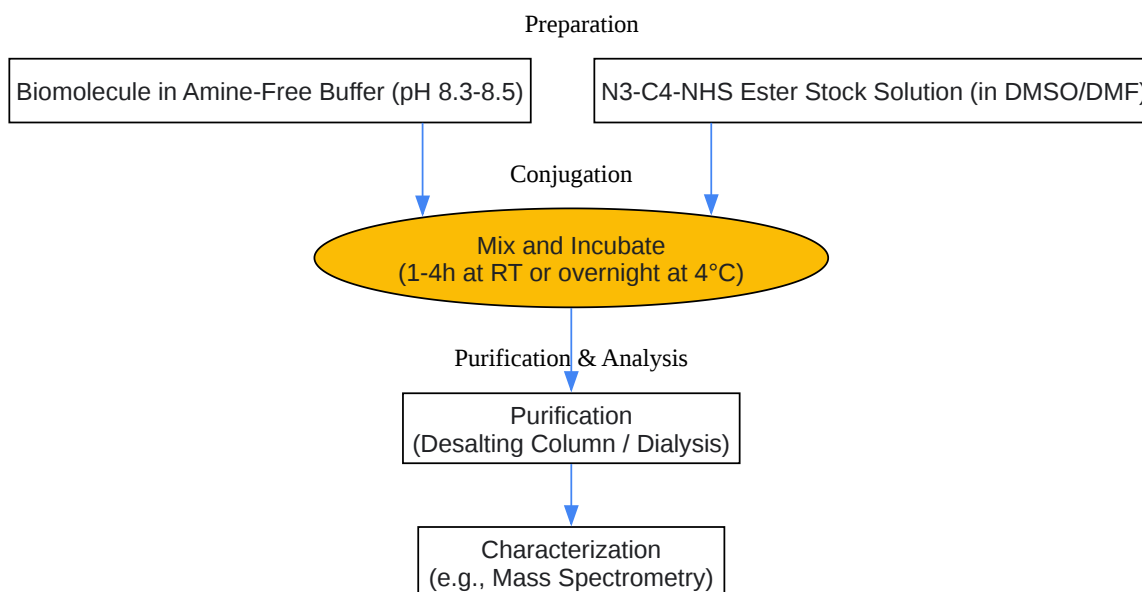 Preparation
Biomolecule in Amine-Free Buffer (pH 8.3-8.5)
N3-C4-NHS Ester Stock Solution (in DMSO/DMF)
Conjugation
Mix and Incubate
(1-4h at RT or overnight at 4°C)
Purification & Analysis
Purification
(Desalting Column / Dialysis)
Characterization
(e.g., Mass Spectrometry)